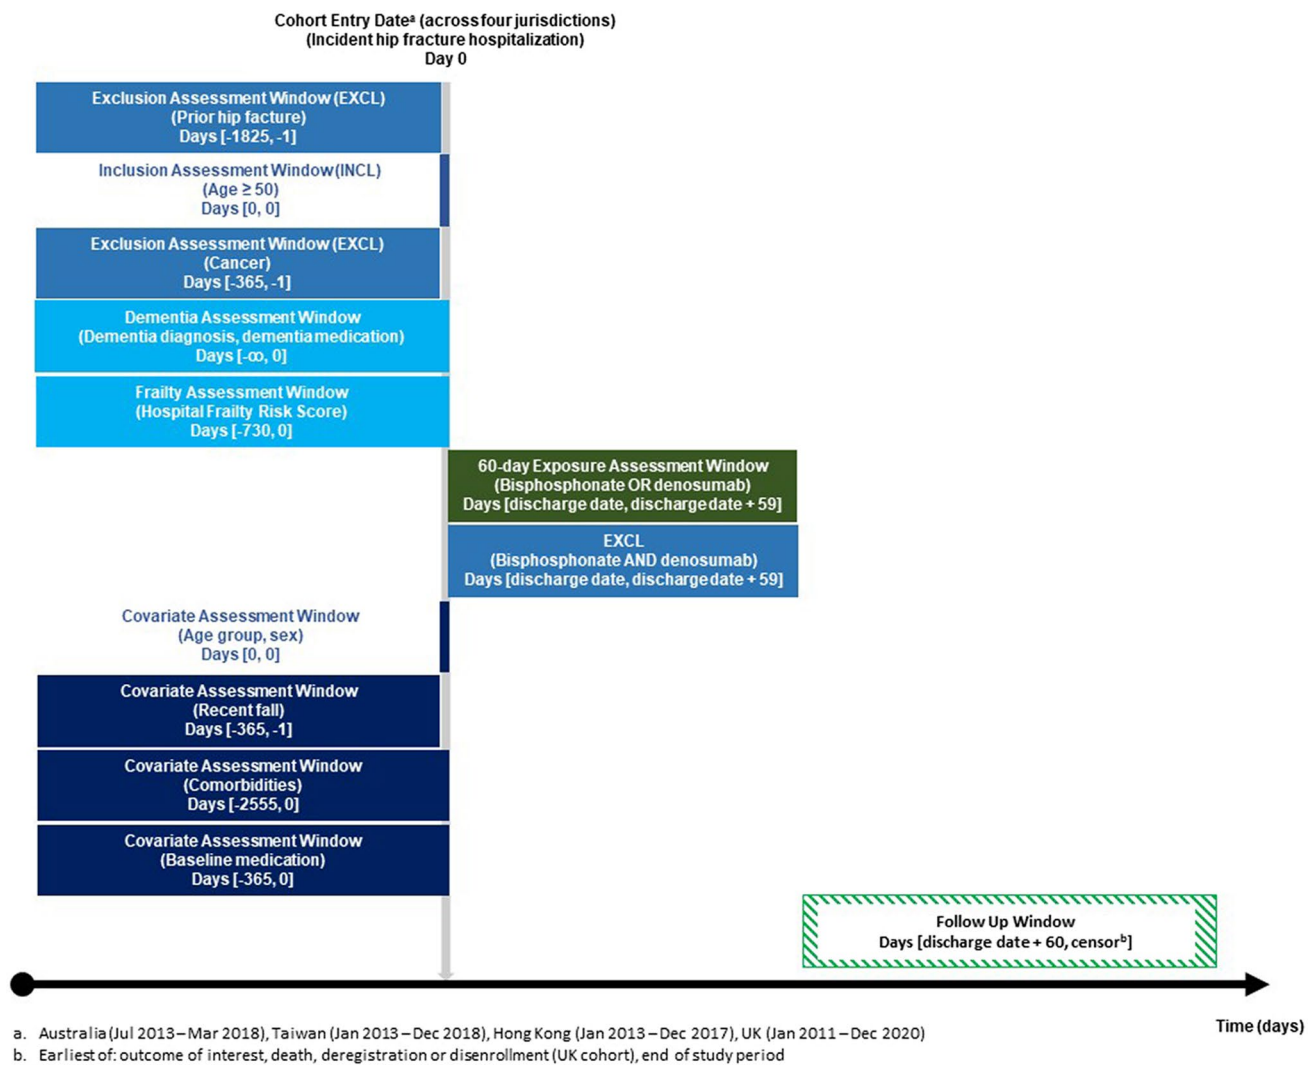 Cohort Entry Dateᵃ (across four jurisdictions)
(Incident hip fracture hospitalization)
Day 0
Exclusion Assessment Window (EXCL)
(Prior hip facture)
Days [-1825, -1]
Inclusion Assessment Window (INCL)
(Age ≥ 50)
Days [0, 0]
Exclusion Assessment Window (EXCL)
(Cancer)
Days [-365, -1]
Dementia Assessment Window
(Dementia diagnosis, dementia medication)
Days [-∞, 0]
Frailty Assessment Window
(Hospital Frailty Risk Score)
Days [-730, 0]
60-day Exposure Assessment Window
(Bisphosphonate OR denosumab)
Days [discharge date, discharge date + 59]
EXCL
(Bisphosphonate AND denosumab)
Days [discharge date, discharge date + 59]
Covariate Assessment Window
(Age group, sex)
Days [0, 0]
Covariate Assessment Window
(Recent fall)
Days [-365, -1]
Covariate Assessment Window
(Comorbidities)
Days [-2555, 0]
Covariate Assessment Window
(Baseline medication)
Days [-365, 0]
Follow Up Window
Days [discharge date + 60, censorᵇ]
Time (days)
a. Australia (Jul 2013 – Mar 2018), Taiwan (Jan 2013 – Dec 2018), Hong Kong (Jan 2013 – Dec 2017), UK (Jan 2011 – Dec 2020)
b. Earliest of: outcome of interest, death, deregistration or disenrollment (UK cohort), end of study period